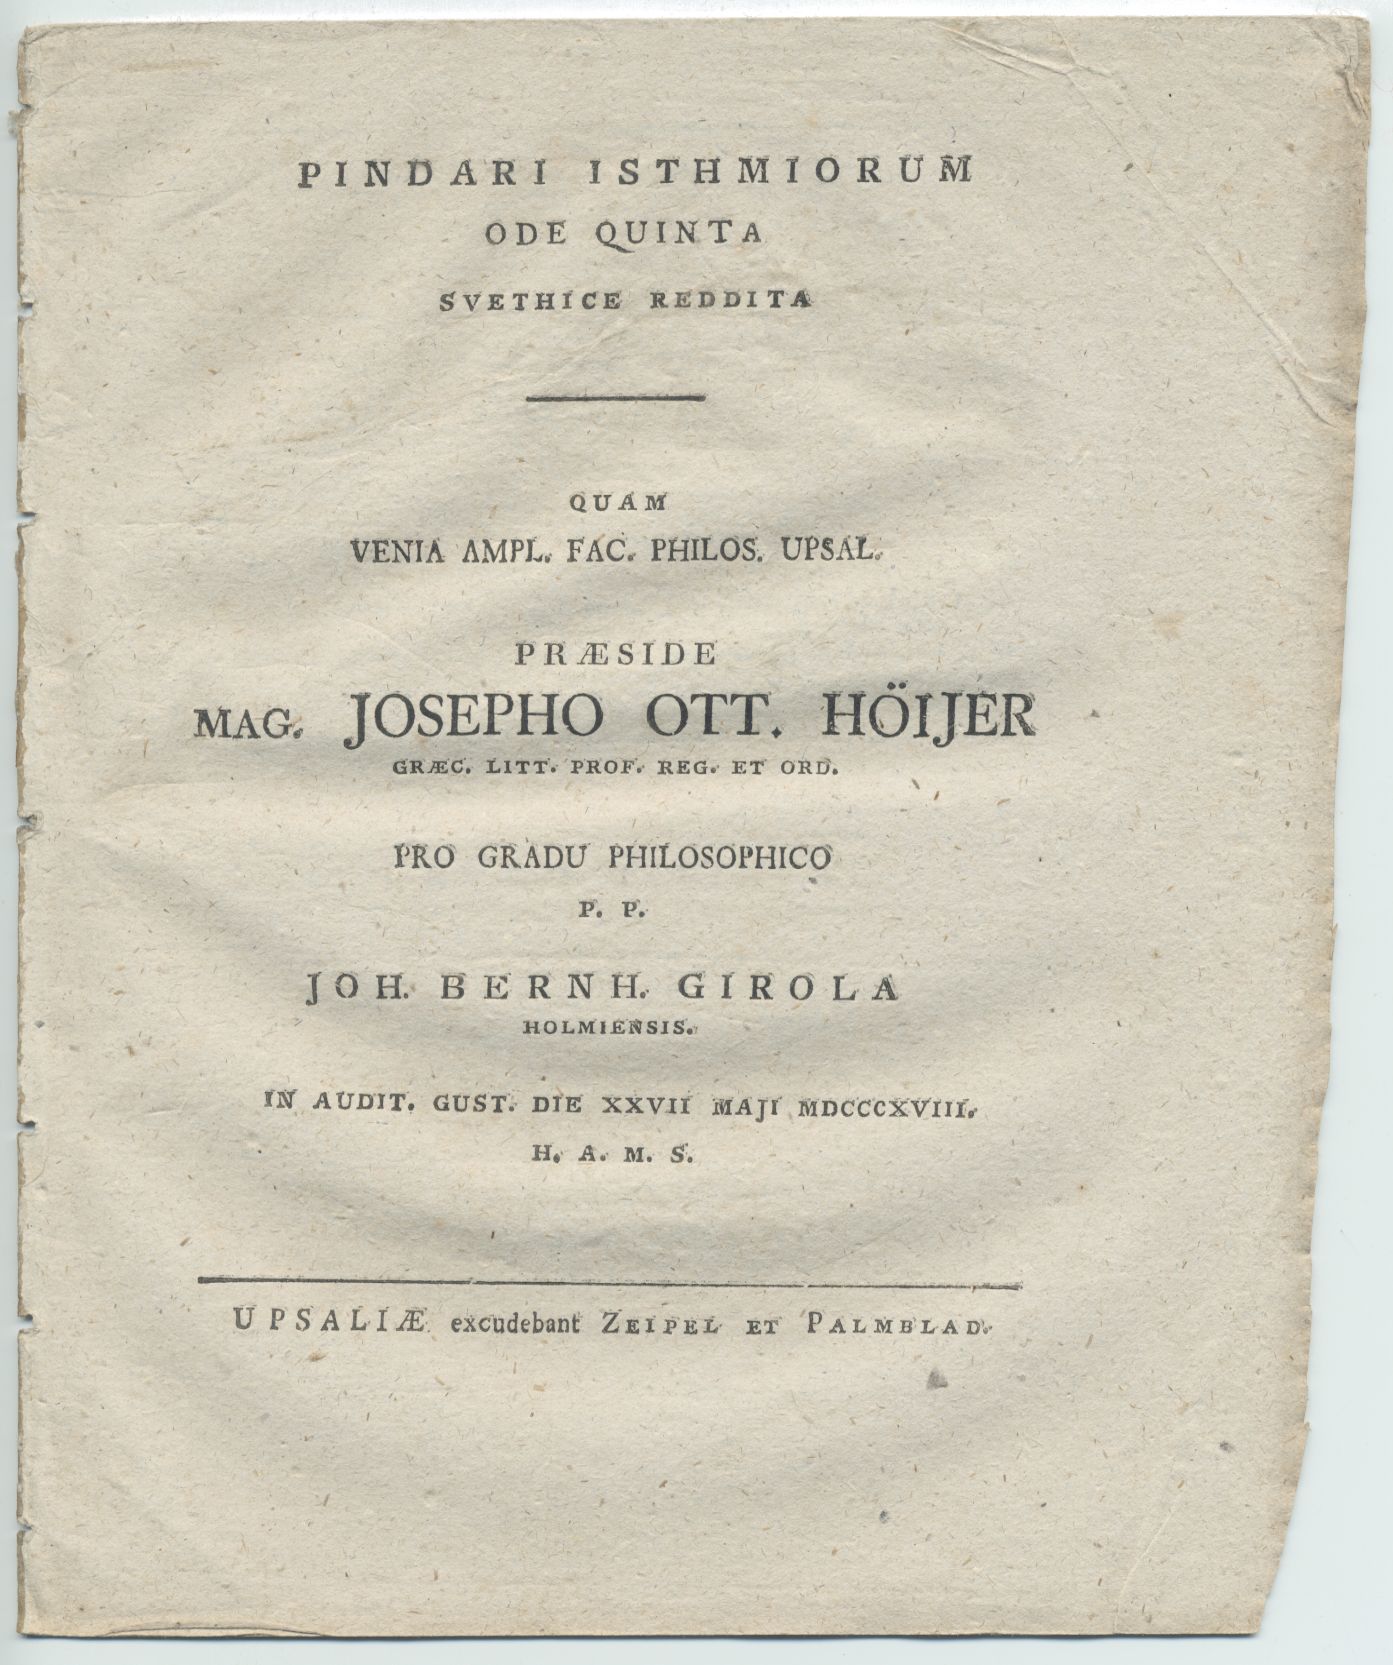 PINDARI ISTHMIORUM
ODE QUINTA
SVETHICE REDDITA
QUAM
VENIA AMPL. FAC. PHILOS. UPSAL.
PRÆSIDE
MAG. JOSEPHO OTT. HÖIJER
GRÆC. LITT. PROF. REG. ET ORD.
PRO GRADU PHILOSOPHICO
P. P.
JOH. BERNH. GIROLA
HOLMIENSIS.
IN AUDIT. GUST. DIE XXVII MAJI MDCCCXVIII.
H. A. M. S.
UPSALIÆ excudebant ZEIPEL ET PALMBLAD.